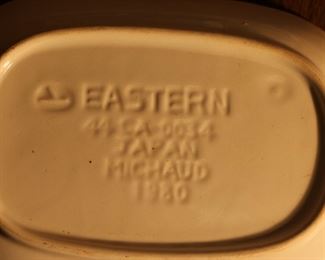 EASTERN
44-CA-0034
JAPAN
MICHAUD
1980